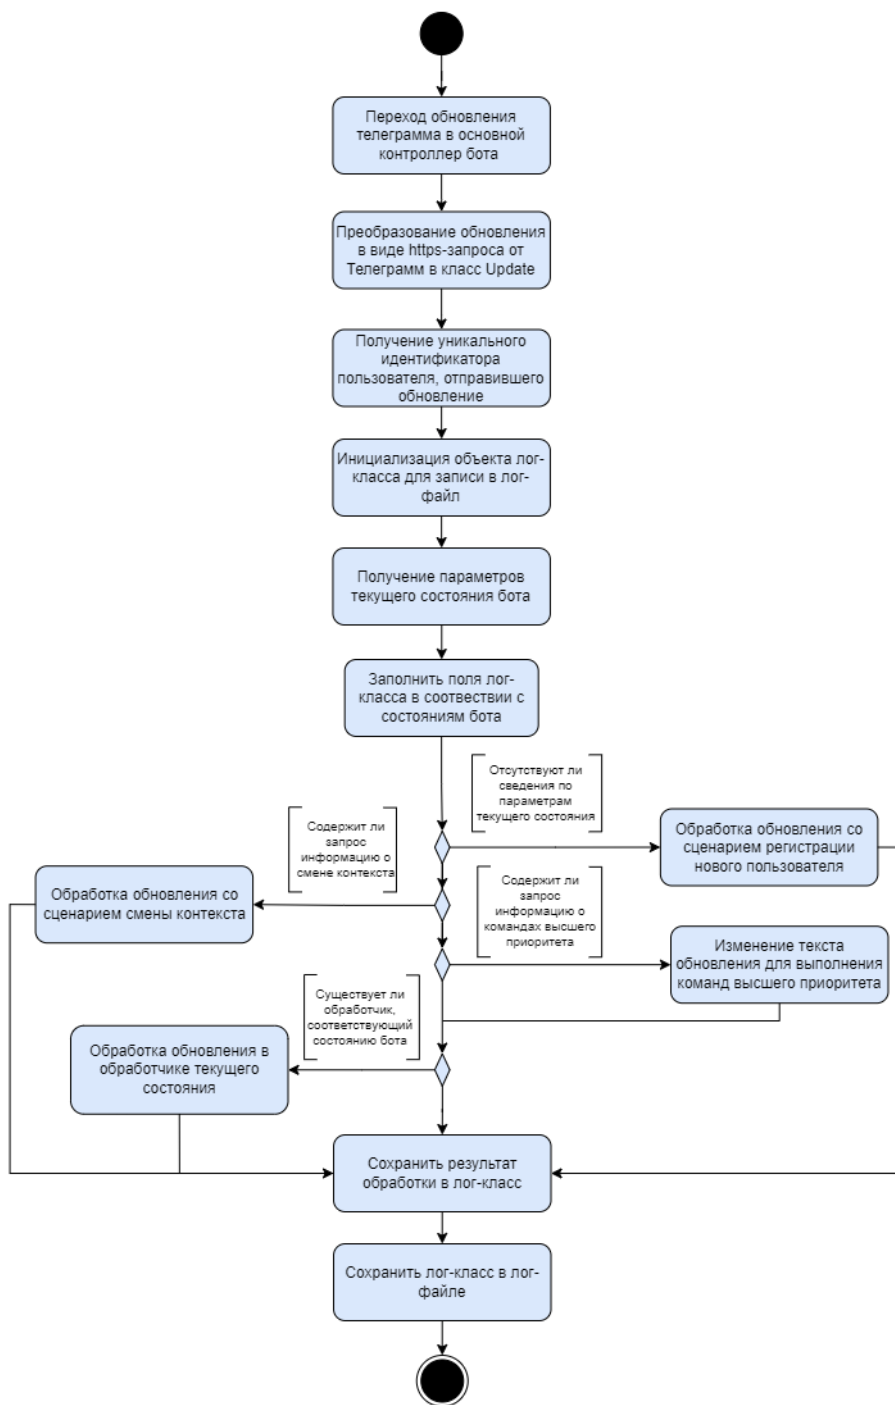 Переход обновления
телеграмма в основной
контроллер бота
Преобразование обновления
в виде https-запроса от
Телеграмм в класс Update
Получение уникального
идентификатора
пользователя, отправившего
обновление
Инициализация объекта лог-
класса для записи в лог-
файл
Получение параметров
текущего состояния бота
Заполнить поля лог-
класса в соотвествии с
состояниям бота
Отсутствуют ли
сведения по
параметрам
текущего состояния
Обработка обновления со
сценарием регистрации
нового пользователя
Содержит ли
запрос
информацию о
смене контекста
Обработка обновления со
сценарием смены контекста
Содержит ли
запрос
информацию о
командах высшего
приоритета
Изменение текста
обновления для выполнения
команд высшего приоритета
Существует ли
обработчик,
соответствующий
состоянию бота
Обработка обновления в
обработчике текущего
состояния
Сохранить результат
обработки в лог-класс
Сохранить лог-класс в лог-
файле